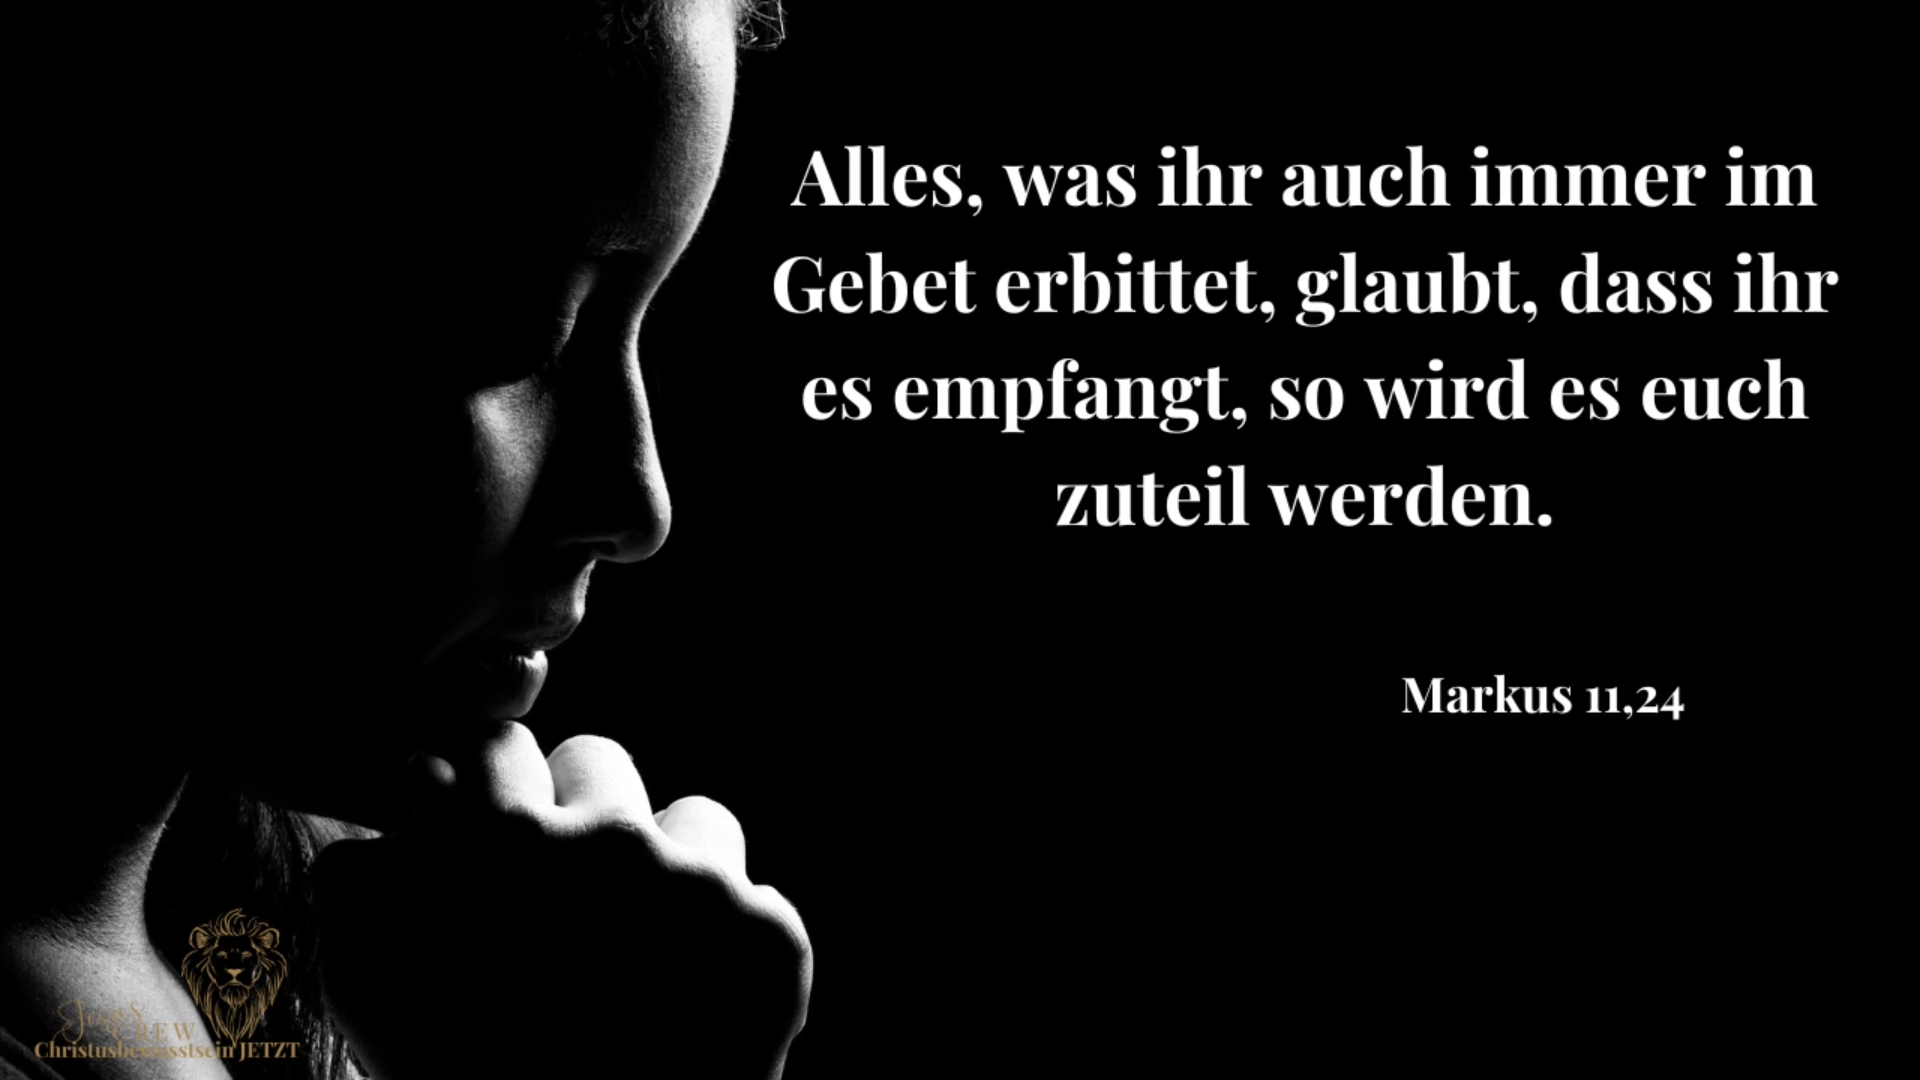 Alles, was ihr auch immer im
Gebet erbittet, glaubt, dass ihr
es empfangt, so wird es euch
zuteil werden.
Markus 11,24
Jesus
CREW
Christusbewusstsein JETZT